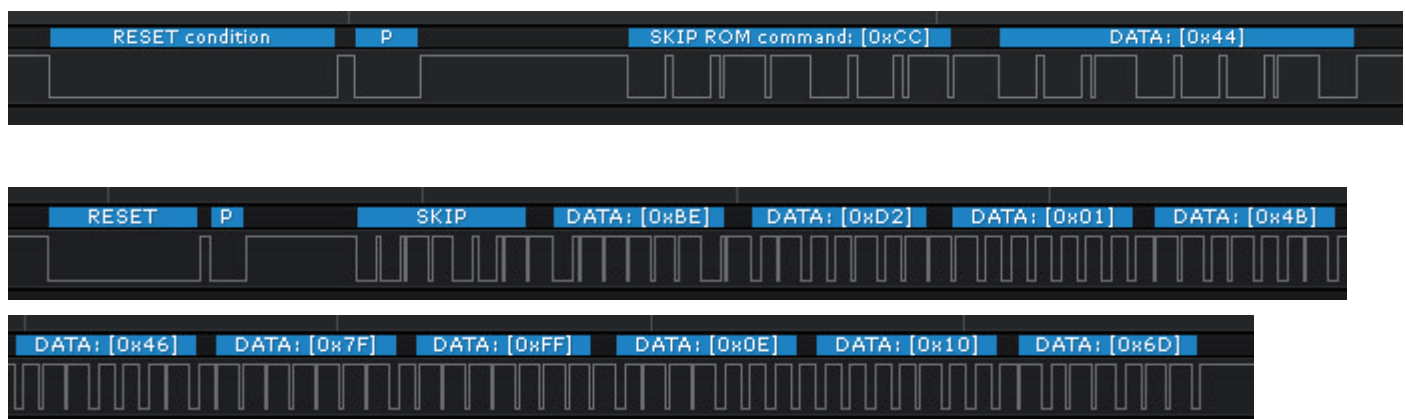 RESET condition P SKIP ROM command: [0xCC] DATA: [0x44]
RESET P SKIP DATA: [0xBE] DATA: [0xD2] DATA: [0x01] DATA: [0x4B]
DATA: [0x46] DATA: [0x7F] DATA: [0xFF] DATA: [0x0E] DATA: [0x10] DATA: [0x6D]